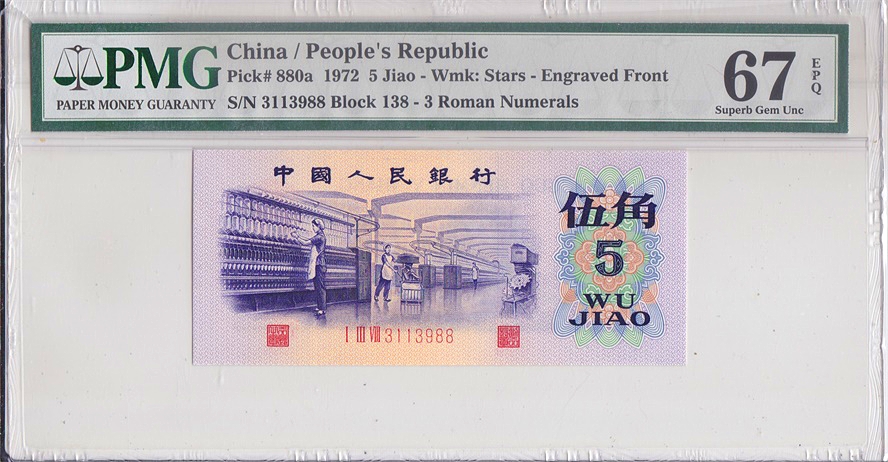 PMG
PAPER MONEY GUARANTY
China / People's Republic
Pick# 880a 1972 5 Jiao - Wmk: Stars - Engraved Front
S/N 3113988 Block 138 - 3 Roman Numerals
67
EPQ
Superb Gem Unc
中國人民銀行
伍角
5
WU
JIAO
I III VIII 3113988